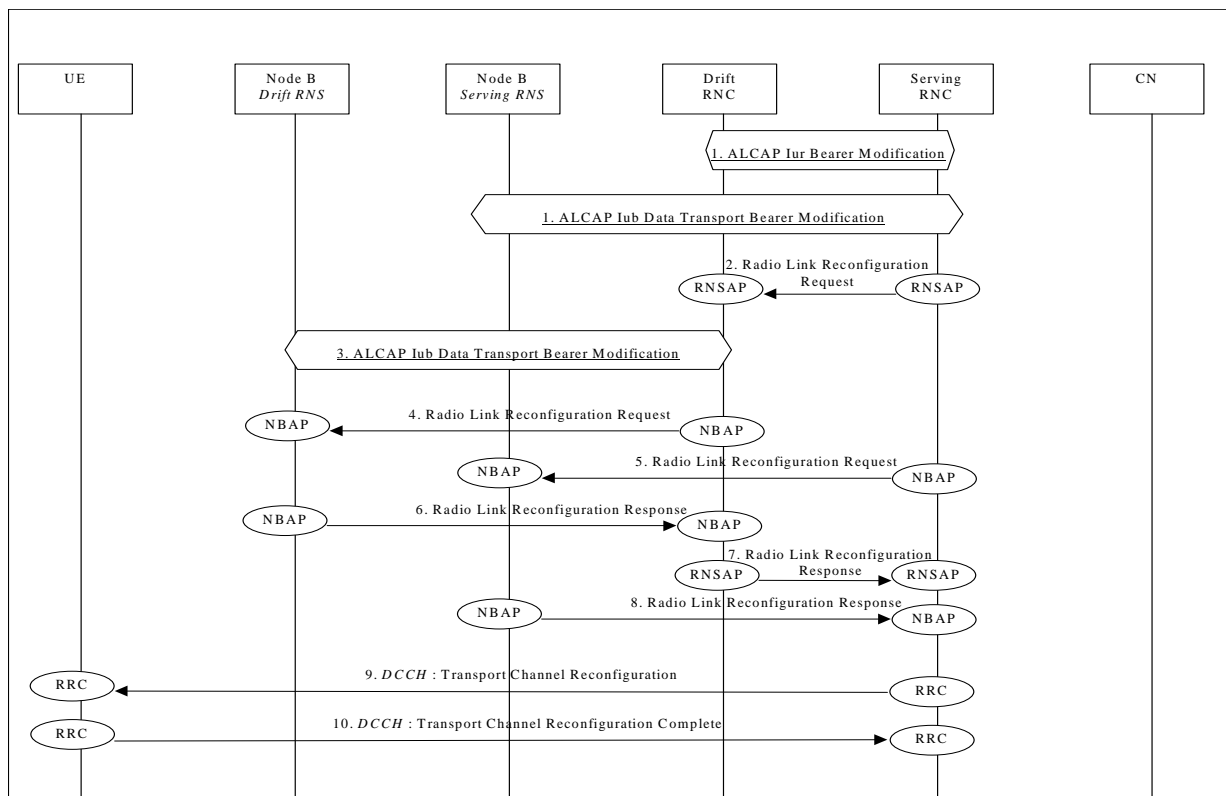 UE
Node B
Drift RNS
Node B
Serving RNS
Drift
RNC
Serving
RNC
CN
1. ALCAP Iur Bearer Modification
1. ALCAP Iub Data Transport Bearer Modification
2. Radio Link Reconfiguration
Request
RNSAP
RNSAP
3. ALCAP Iub Data Transport Bearer Modification
4. Radio Link Reconfiguration Request
NBAP
NBAP
5. Radio Link Reconfiguration Request
NBAP
NBAP
6. Radio Link Reconfiguration Response
NBAP
NBAP
7. Radio Link Reconfiguration
Response
RNSAP
RNSAP
8. Radio Link Reconfiguration Response
NBAP
NBAP
9. DCCH : Transport Channel Reconfiguration
RRC
RRC
10. DCCH : Transport Channel Reconfiguration Complete
RRC
RRC